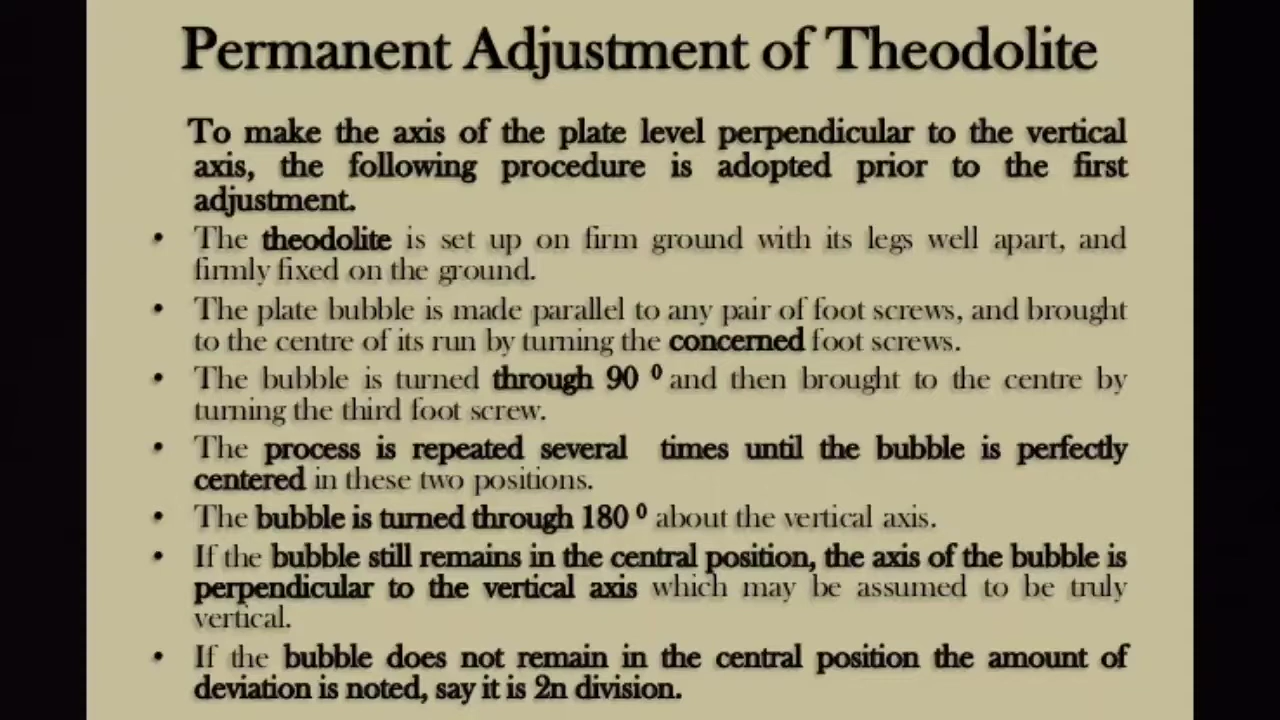 Permanent Adjustment of Theodolite
To make the axis of the plate level perpendicular to the vertical
axis, the following procedure is adopted prior to the first
adjustment.
• The theodolite is set up on firm ground with its legs well apart, and
firmly fixed on the ground.
• The plate bubble is made parallel to any pair of foot screws, and brought
to the centre of its run by turning the concerned foot screws.
• The bubble is turned through 90 ⁰ and then brought to the centre by
turning the third foot screw.
• The process is repeated several times until the bubble is perfectly
centered in these two positions.
• The bubble is turned through 180 ⁰ about the vertical axis.
• If the bubble still remains in the central position, the axis of the bubble is
perpendicular to the vertical axis which may be assumed to be truly
vertical.
• If the bubble does not remain in the central position the amount of
deviation is noted, say it is 2n division.